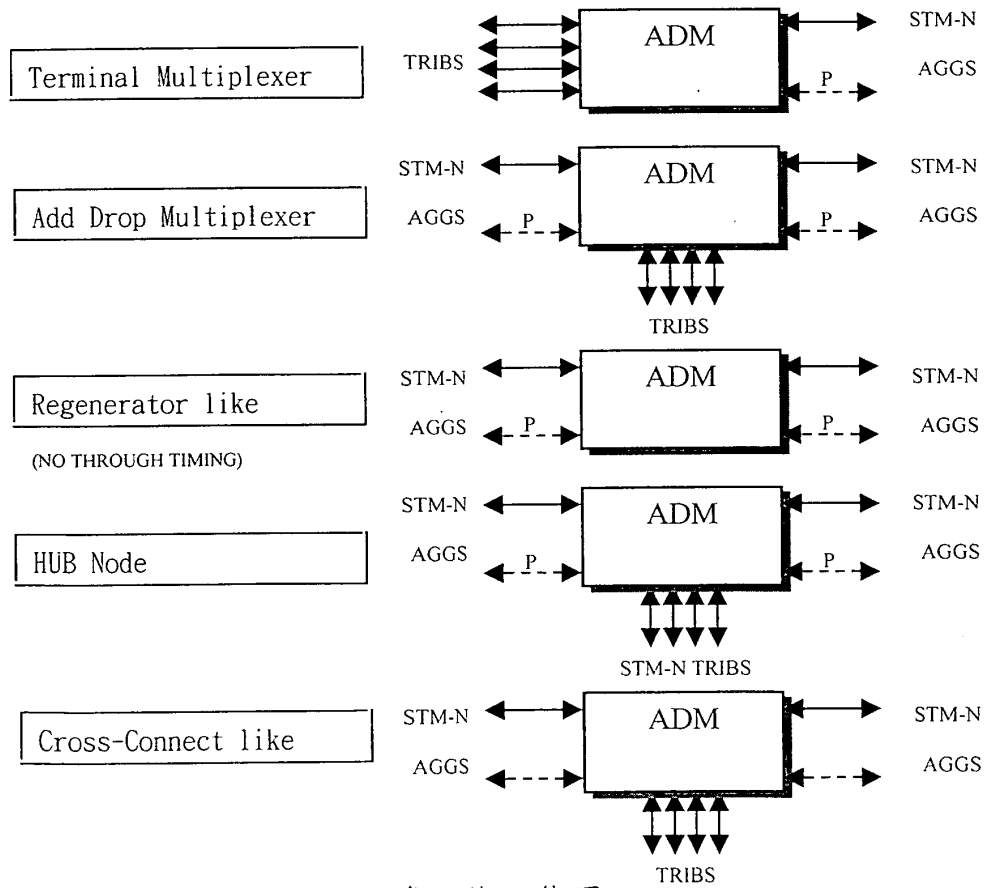 ADM
STM-N
TRIBS
AGGS
P
Terminal Multiplexer
STM-N
ADM
STM-N
Add Drop Multiplexer
AGGS
P
P
AGGS
TRIBS
STM-N
ADM
STM-N
Regenerator like
AGGS
P
P
AGGS
(NO THROUGH TIMING)
STM-N
ADM
STM-N
HUB Node
AGGS
P
P
AGGS
STM-N TRIBS
STM-N
ADM
STM-N
Cross-Connect like
AGGS
AGGS
TRIBS